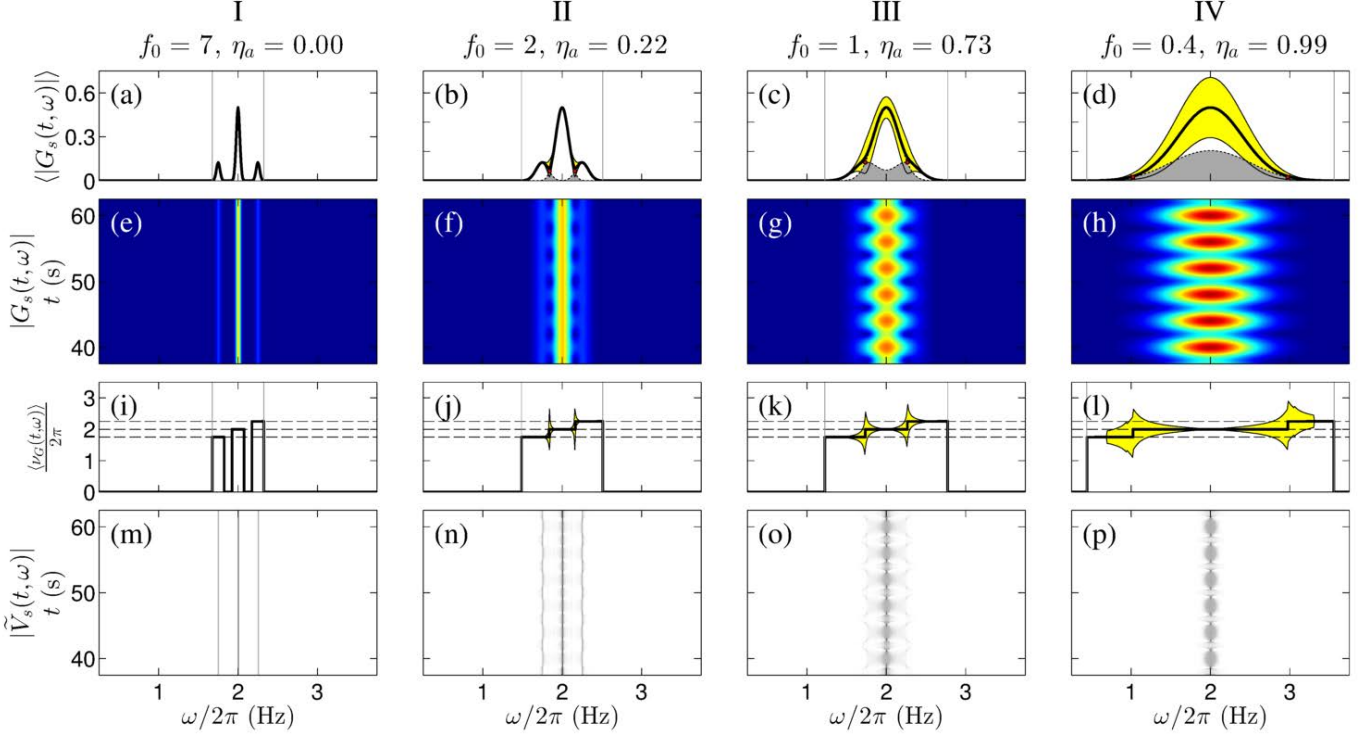 I II III IV
f₀ = 7, ηₐ = 0.00 f₀ = 2, ηₐ = 0.22 f₀ = 1, ηₐ = 0.73 f₀ = 0.4, ηₐ = 0.99
⟨|Gₛ(t, ω)|⟩
0.6
0.3
0
(a) (b) (c) (d)
|Gₛ(t, ω)|
t (s)
60
50
40
(e) (f) (g) (h)
⟨ν_G(t,ω)⟩
2π
3
2
1
0
(i) (j) (k) (l)
|Ṽₛ(t, ω)|
t (s)
60
50
40
(m) (n) (o) (p)
1 2 3 1 2 3 1 2 3 1 2 3
ω/2π (Hz) ω/2π (Hz) ω/2π (Hz) ω/2π (Hz)